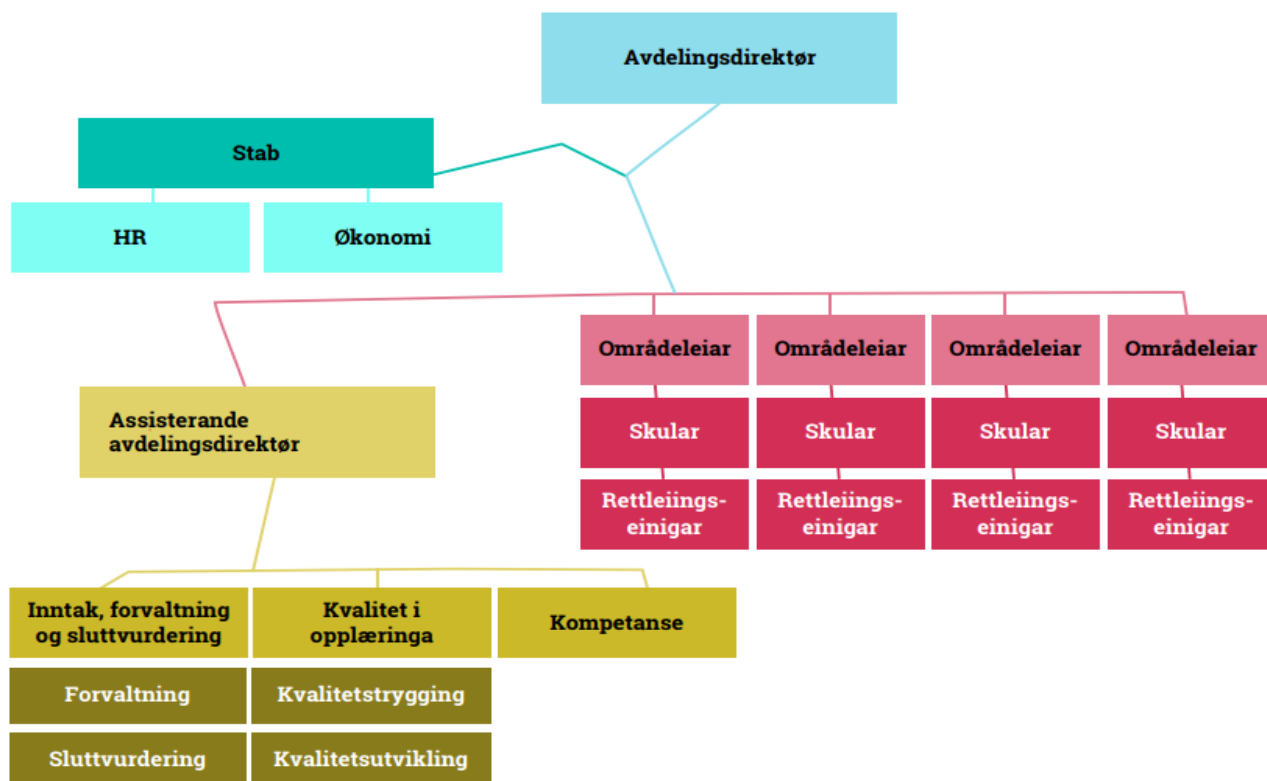 Avdelingsdirektør
Stab
HR
Økonomi
Områdeleiar
Områdeleiar
Områdeleiar
Områdeleiar
Skular
Skular
Skular
Skular
Rettleiings-
einigar
Rettleiings-
einigar
Rettleiings-
einigar
Rettleiings-
einigar
Assisterande
avdelingsdirektør
Inntak, forvaltning
og sluttvurdering
Kvalitet i
opplæringa
Kompetanse
Forvaltning
Kvalitetstrygging
Sluttvurdering
Kvalitetsutvikling